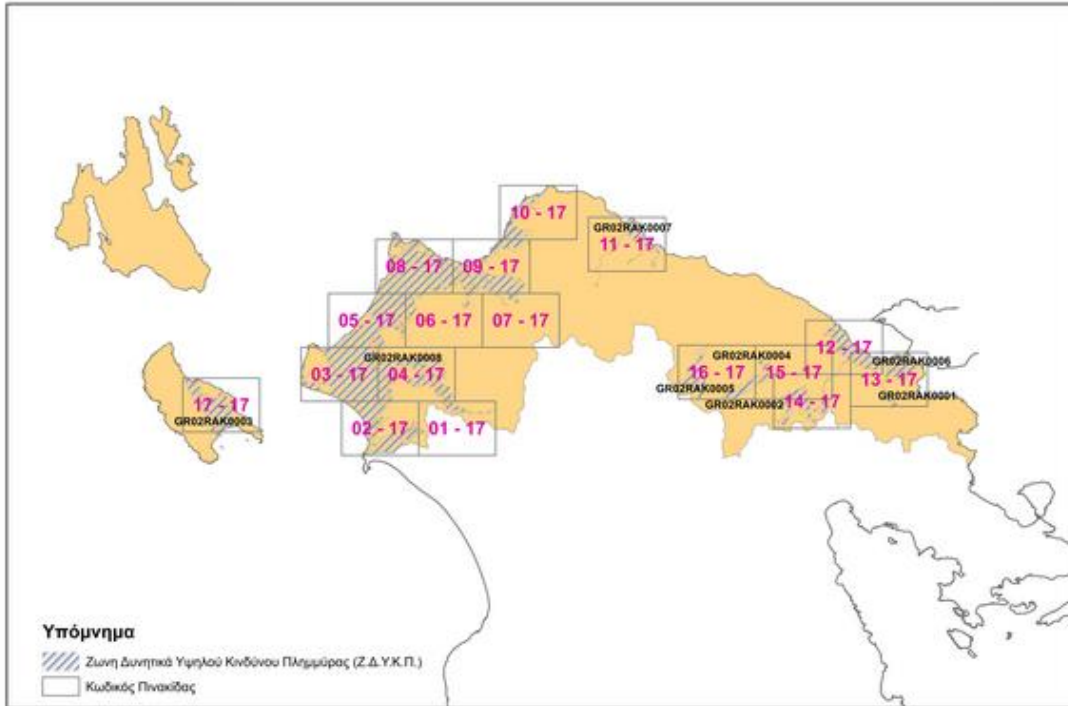 10 - 17
GR02RAK0007
11 - 17
08 - 17
09 - 17
05 - 17
06 - 17
07 - 17
12 - 17
GR02RAK0008
GR02RAK0004
GR02RAK0006
03 - 17
04 - 17
16 - 17
15 - 17
13 - 17
GR02RAK0005
GR02RAK0001
17 - 17
GR02RAK0002
14 - 17
GR02RAK0003
02 - 17
01 - 17
Υπόμνημα
Ζωνη Δυνητικά Υψηλού Κινδύνου Πλημμύρας (Ζ.Δ.Υ.Κ.Π.)
Κωδικός Πινακίδας